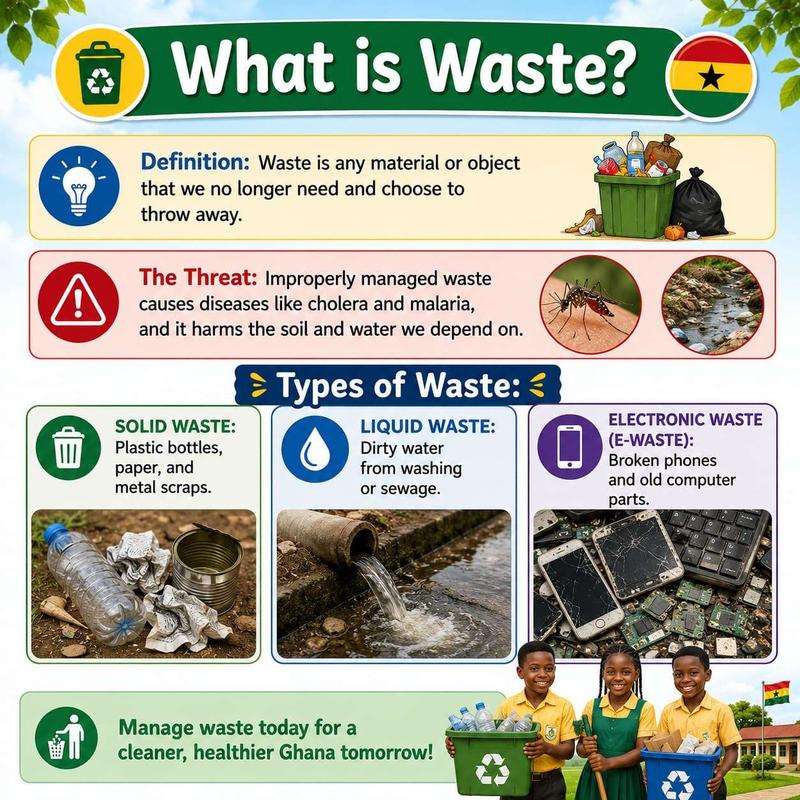 What is Waste?
Definition: Waste is any material or object
that we no longer need and choose to
throw away.
The Threat: Improperly managed waste
causes diseases like cholera and malaria,
and it harms the soil and water we depend on.
Types of Waste:
SOLID WASTE:
Plastic bottles,
paper, and
metal scraps.
LIQUID WASTE:
Dirty water
from washing
or sewage.
ELECTRONIC WASTE
(E-WASTE):
Broken phones
and old computer
parts.
Manage waste today for a
cleaner, healthier Ghana tomorrow!